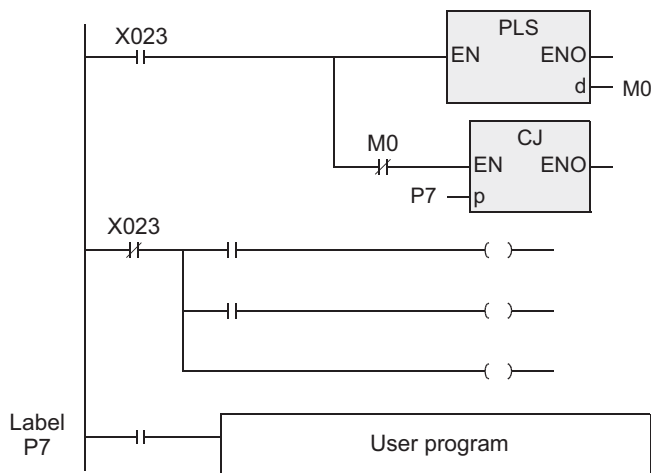 X023
PLS
EN ENO
d M0
M0
CJ
EN ENO
P7 p
X023
Label
P7
User program